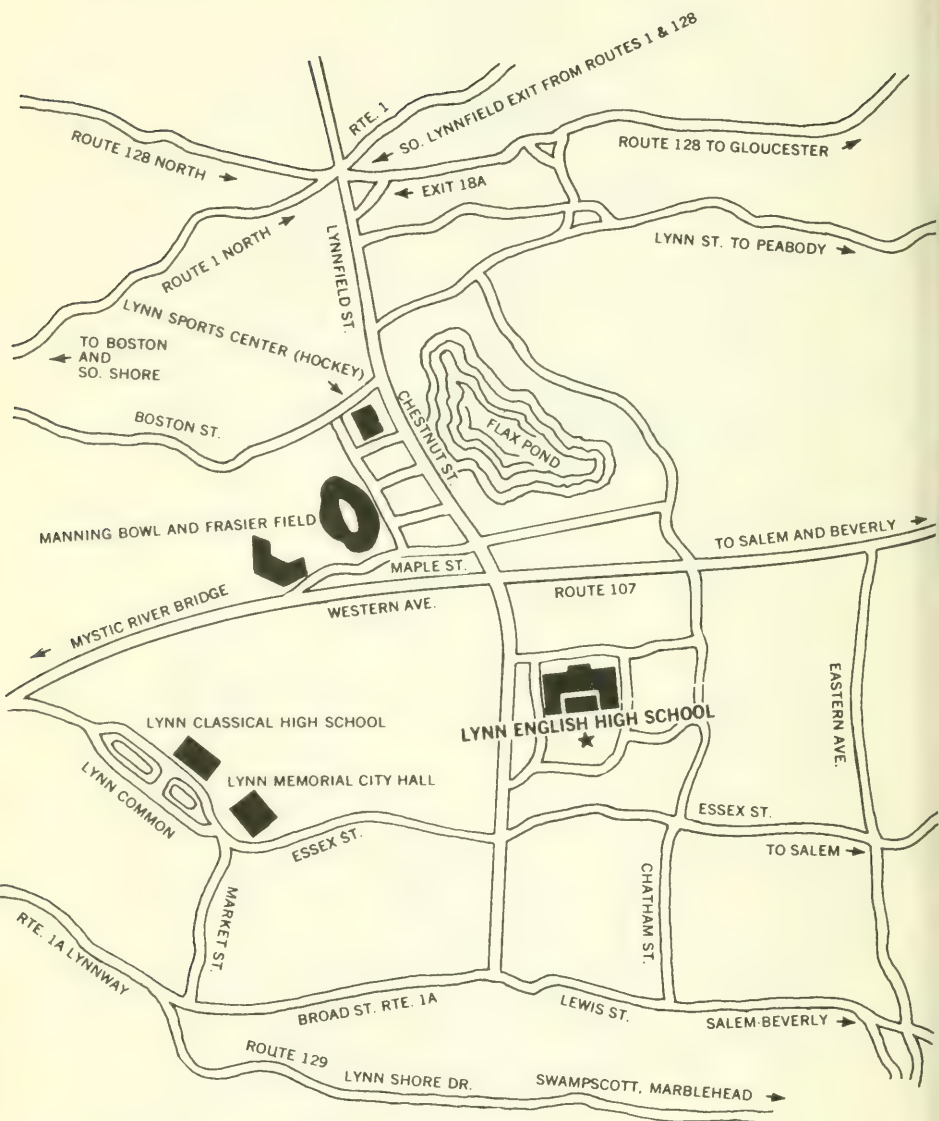 SO. LYNNFIELD EXIT FROM ROUTES 1 & 128
RTE. 1
ROUTE 128 NORTH →
ROUTE 128 TO GLOUCESTER →
← EXIT 18A
ROUTE 1 NORTH →
LYNNFIELD ST.
LYNN ST. TO PEABODY →
LYNN SPORTS CENTER (HOCKEY)
← TO BOSTON
AND
SO. SHORE
BOSTON ST.
CHESTNUT ST.
FLAX POND
MANNING BOWL AND FRASIER FIELD
TO SALEM AND BEVERLY →
MAPLE ST.
← MYSTIC RIVER BRIDGE
WESTERN AVE.
ROUTE 107
EASTERN AVE.
LYNN ENGLISH HIGH SCHOOL
★
LYNN CLASSICAL HIGH SCHOOL
LYNN MEMORIAL CITY HALL
LYNN COMMON
ESSEX ST.
ESSEX ST.
TO SALEM →
MARKET ST.
CHATHAM ST.
RTE. 1A LYNNWAY
BROAD ST. RTE. 1A
LEWIS ST.
SALEM-BEVERLY →
ROUTE 129
LYNN SHORE DR.
SWAMPSCOTT, MARBLEHEAD →